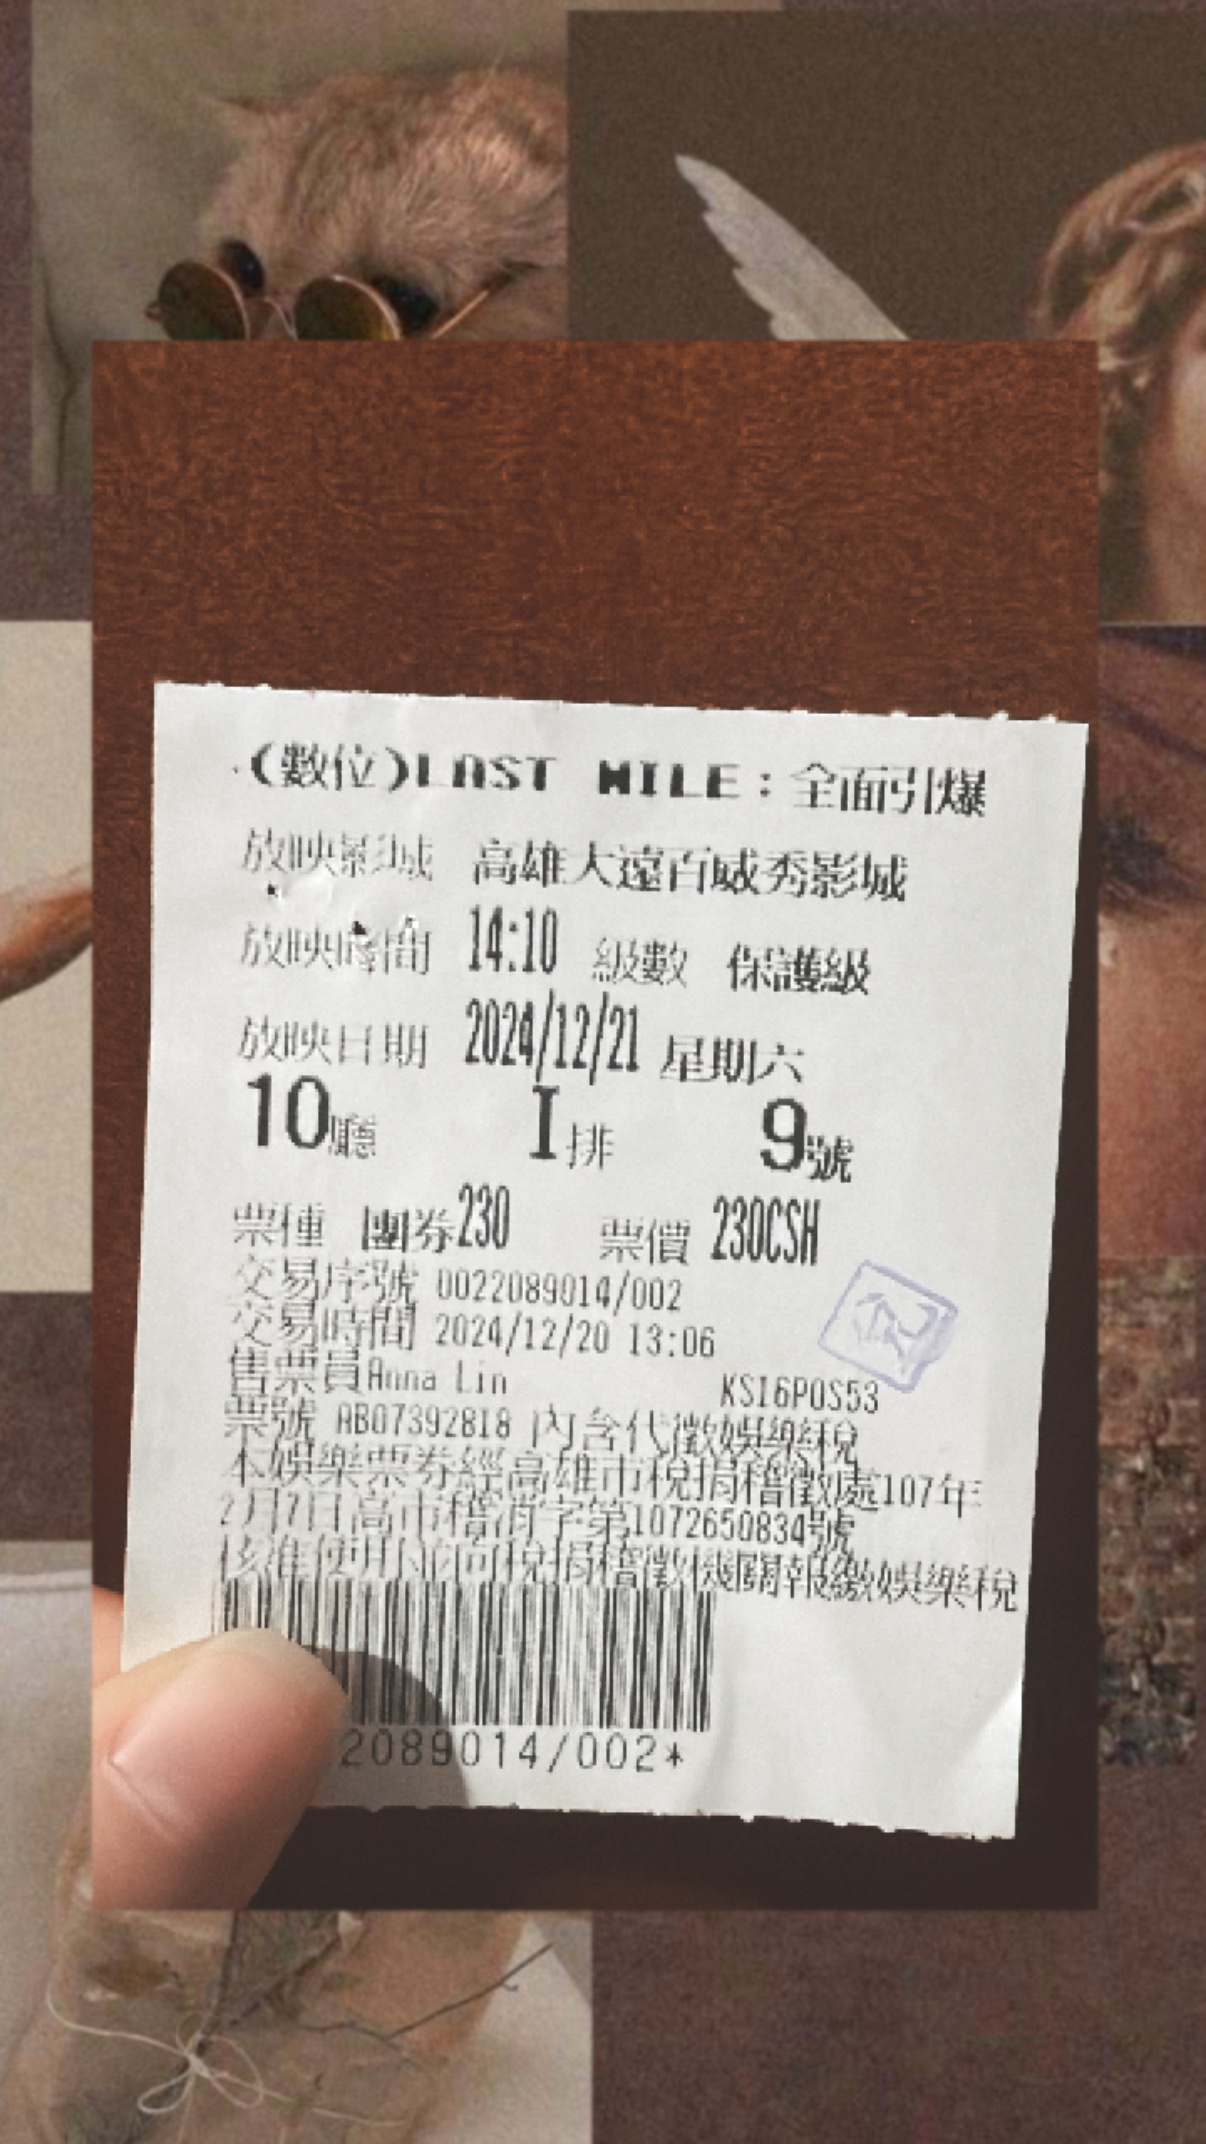 (數位)LAST MILE：全面引爆
放映影城 高雄大遠百威秀影城
放映時間 14:10 級數 保護級
放映日期 2024/12/21 星期六
10廳 I排 9號
票種 團券230 票價 230CSH
交易序號 0022089014/002
交易時間 2024/12/20 13:06
售票員Anna Lin KS16POS53
票號 AB07392818 內含代徵娛樂稅
本娛樂票券經高雄市稅捐稽徵處107年
2月7日高市稽消字第1072650834號
核准使用並向稅捐稽徵機關報繳娛樂稅
2089014/002*